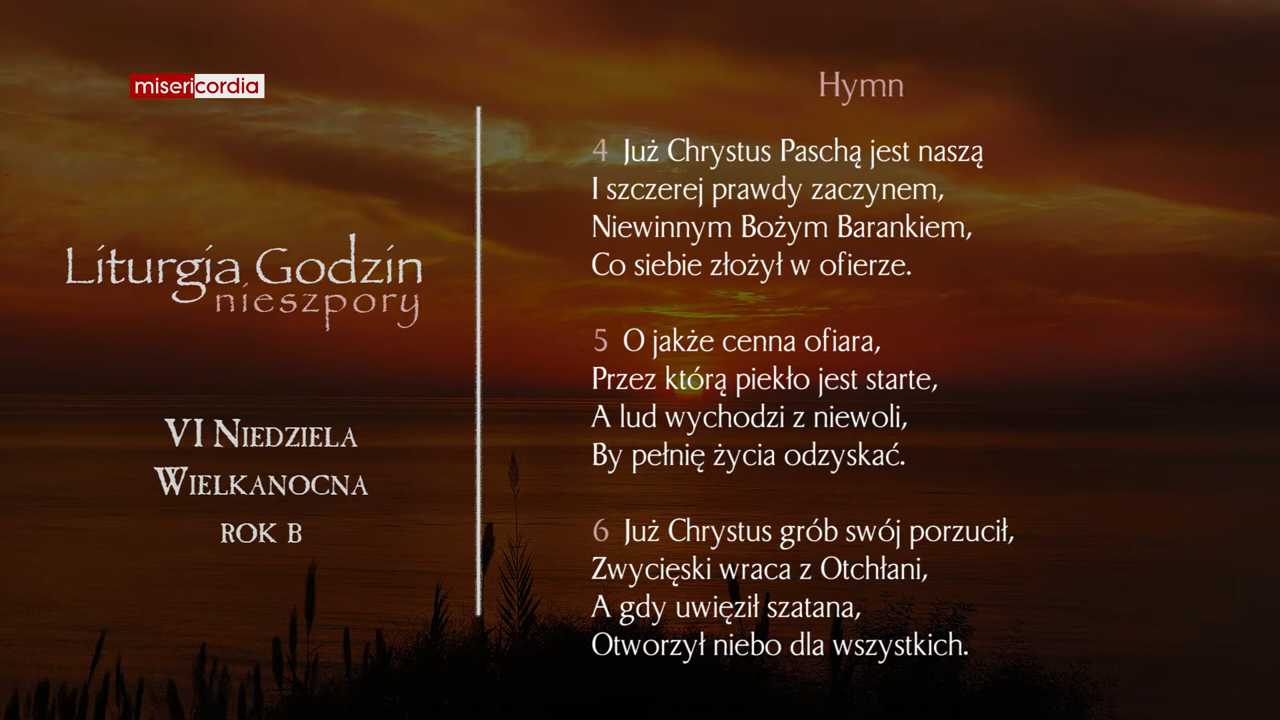 misericordia
Liturgia Godzin
nieszpory
VI Niedziela
Wielkanocna
rok B
Hymn
4 Już Chrystus Paschą jest naszą
I szczerej prawdy zaczynem,
Niewinnym Bożym Barankiem,
Co siebie złożył w ofierze.
5 O jakże cenna ofiara,
Przez którą piekło jest starte,
A lud wychodzi z niewoli,
By pełnię życia odzyskać.
6 Już Chrystus grób swój porzucił,
Zwycięski wraca z Otchłani,
A gdy uwięził szatana,
Otworzył niebo dla wszystkich.